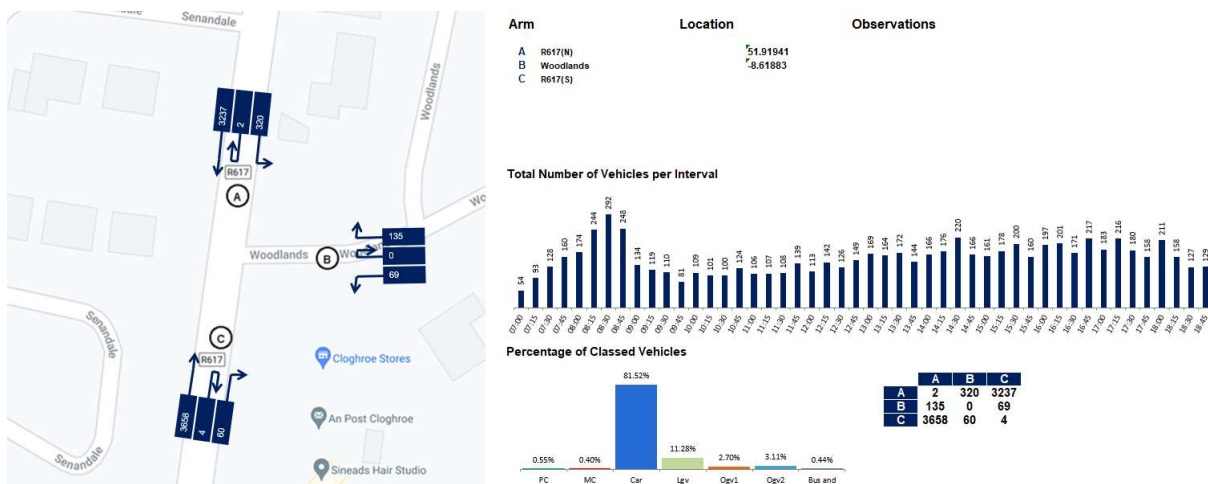 Senandale
Woodlands
3237
2
320
R617
A
Woodlands
B
135
0
69
Senandale
C
R617
3658
4
60
Senandale
Cloghroe Stores
An Post Cloghroe
Sineads Hair Studio
Arm Location Observations
A R617(N) 51.91941
B Woodlands -8.61883
C R617(S)
Total Number of Vehicles per Interval
54 93 128 160 174 244 292 248 134 119 110 81 109 101 100 124 106 107 108 139 113 142 126 149 169 164 172 144 166 176 220 166 161 178 200 160 197 201 171 217 183 216 180 158 211 158 127 129
07:00 07:15 07:30 07:45 08:00 08:15 08:30 08:45 09:00 09:15 09:30 09:45 10:00 10:15 10:30 10:45 11:00 11:15 11:30 11:45 12:00 12:15 12:30 12:45 13:00 13:15 13:30 13:45 14:00 14:15 14:30 14:45 15:00 15:15 15:30 15:45 16:00 16:15 16:30 16:45 17:00 17:15 17:30 17:45 18:00 18:15 18:30 18:45
Percentage of Classed Vehicles
0.55% 0.40% 81.52% 11.28% 2.70% 3.11% 0.44%
PC MC Car Lgv Ogv1 Ogv2 Bus and
A B C
A 2 320 3237
B 135 0 69
C 3658 60 4